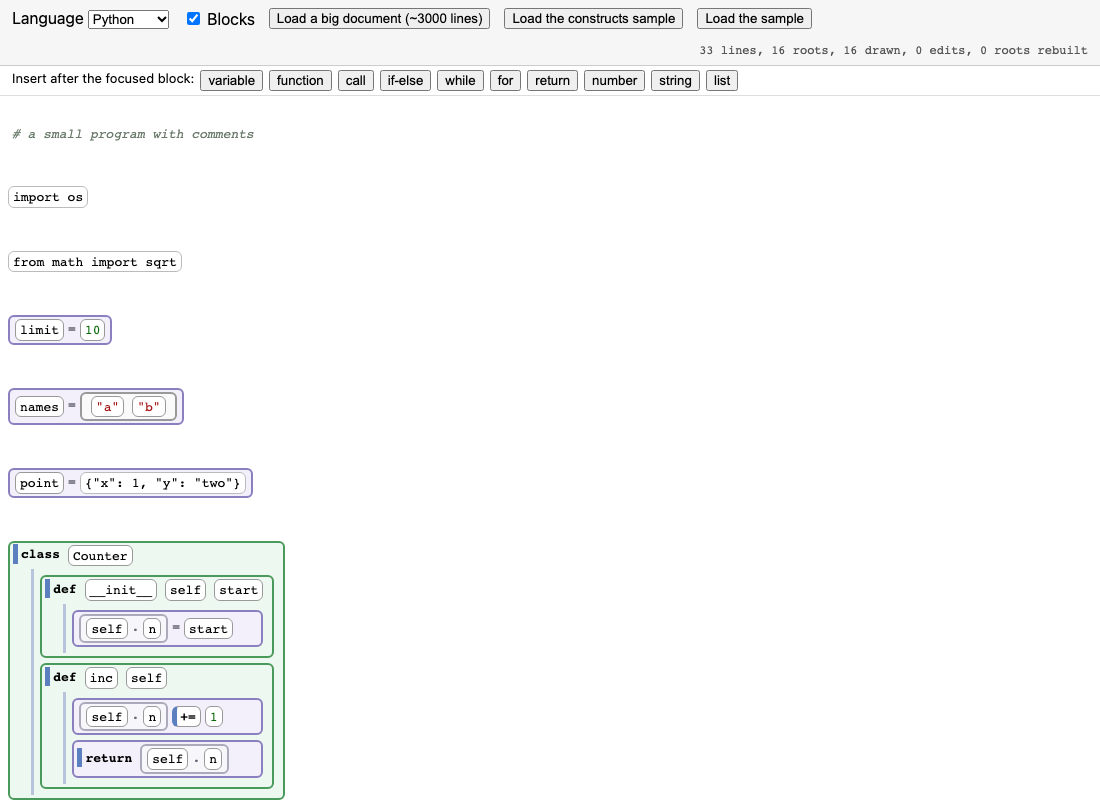 Language Python Blocks Load a big document (~3000 lines) Load the constructs sample Load the sample
33 lines, 16 roots, 16 drawn, 0 edits, 0 roots rebuilt
Insert after the focused block: variable function call if-else while for return number string list
# a small program with comments
import os
from math import sqrt
limit = 10
names = "a" "b"
point = {"x": 1, "y": "two"}
class Counter
def __init__ self start
self . n = start
def inc self
self . n += 1
return self . n